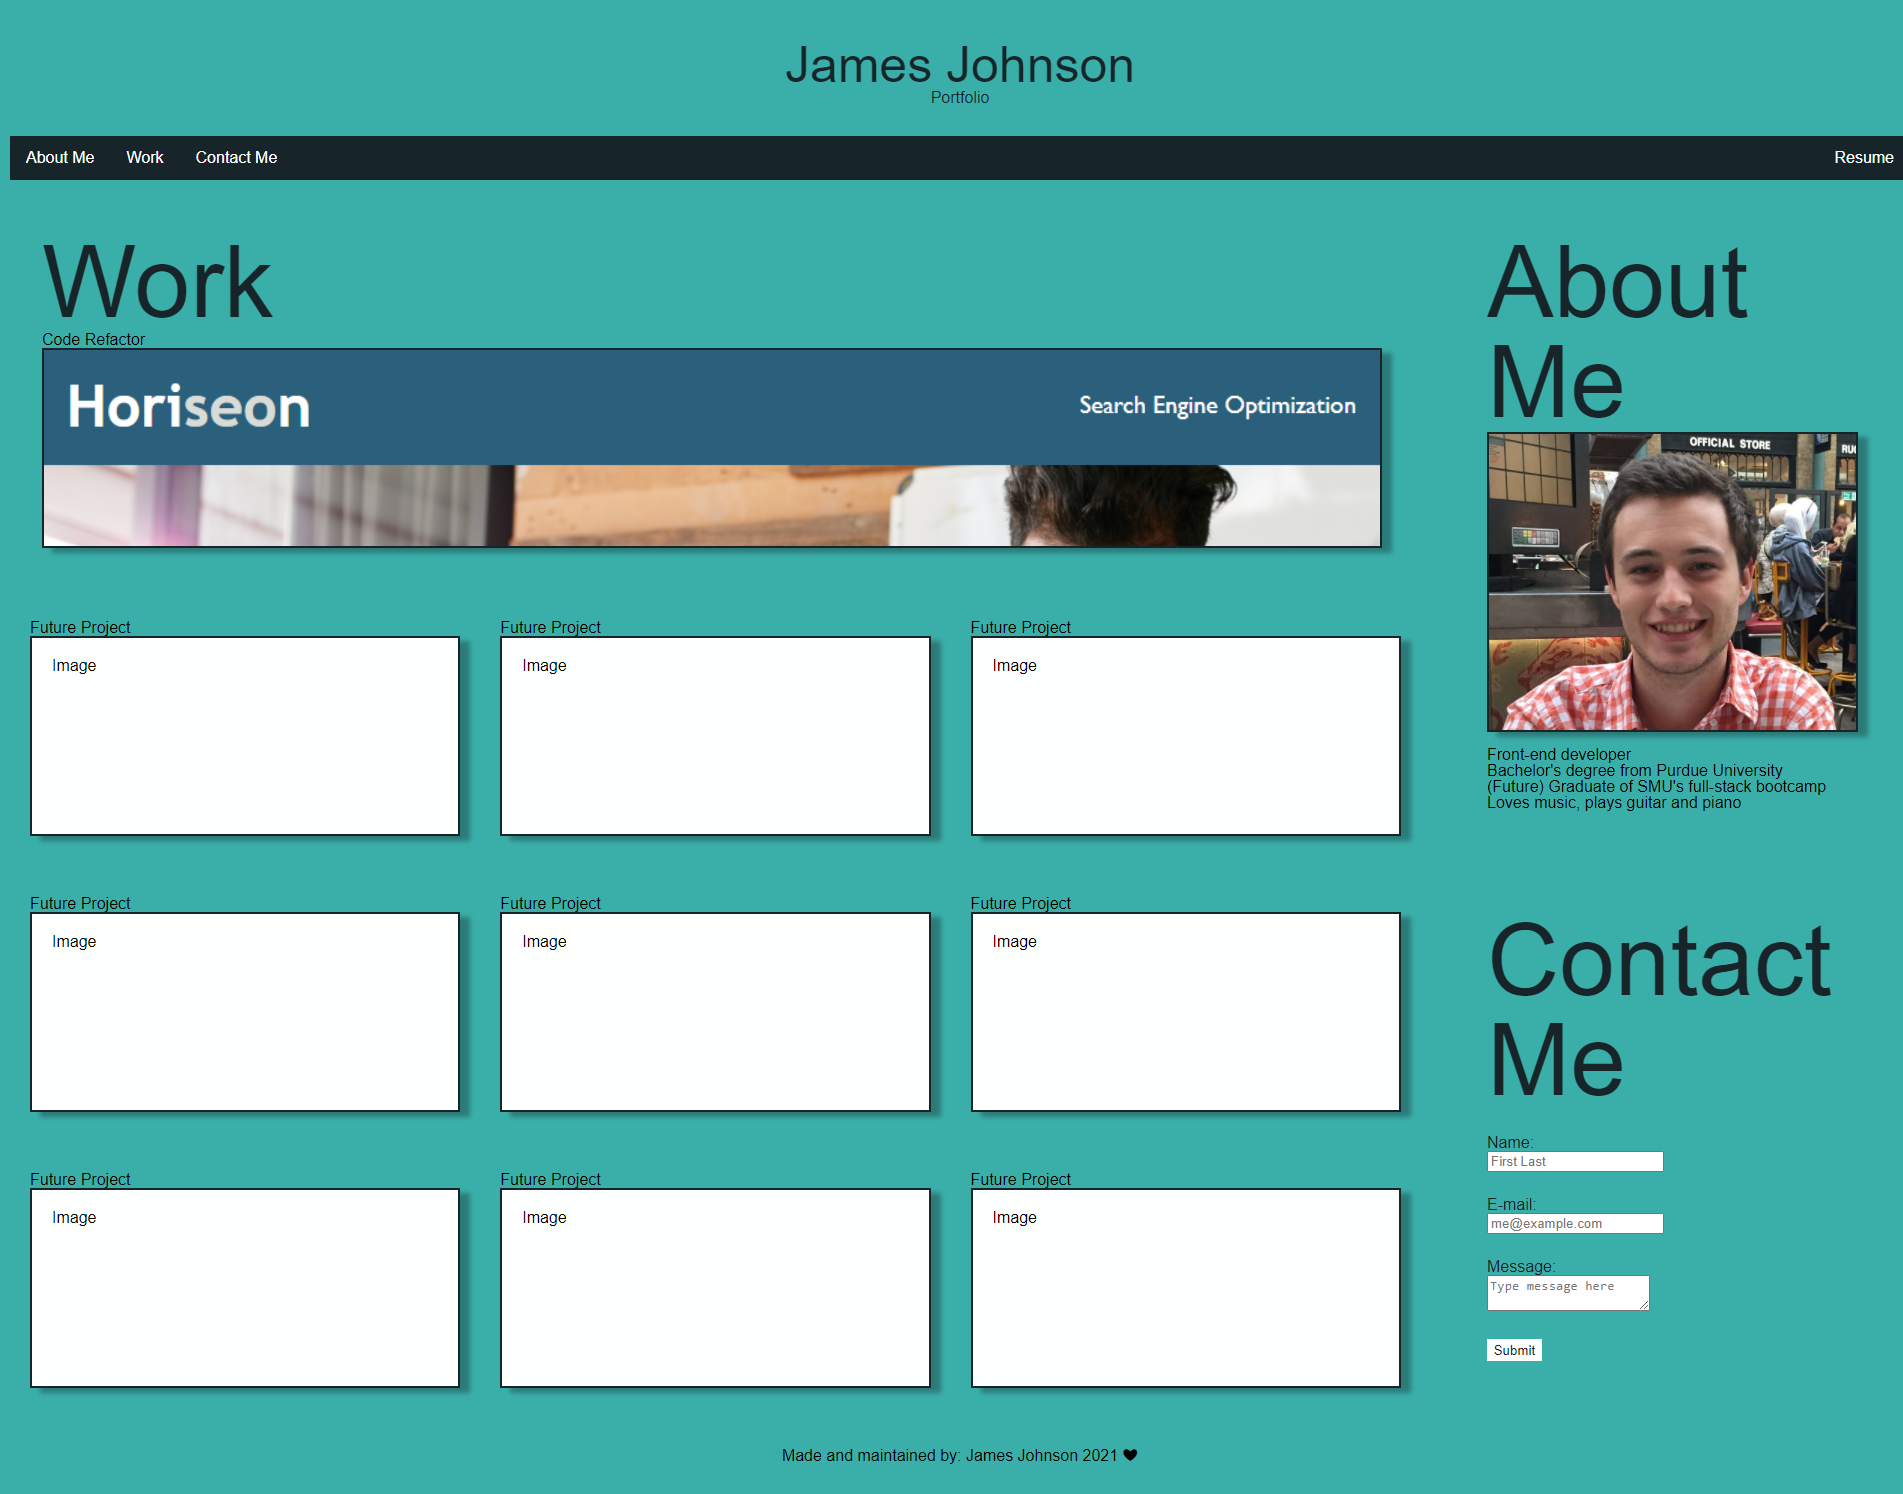 James Johnson
Portfolio
About Me Work Contact Me Resume
Work
Code Refactor
Horiseon Search Engine Optimization
Future Project Future Project Future Project
Image Image Image
Future Project Future Project Future Project
Image Image Image
Future Project Future Project Future Project
Image Image Image
About
Me
OFFICIAL STORE
Front-end developer
Bachelor's degree from Purdue University
(Future) Graduate of SMU's full-stack bootcamp
Loves music, plays guitar and piano
Contact
Me
Name:
First Last
E-mail:
me@example.com
Message:
Type message here
Submit
Made and maintained by: James Johnson 2021 ♥